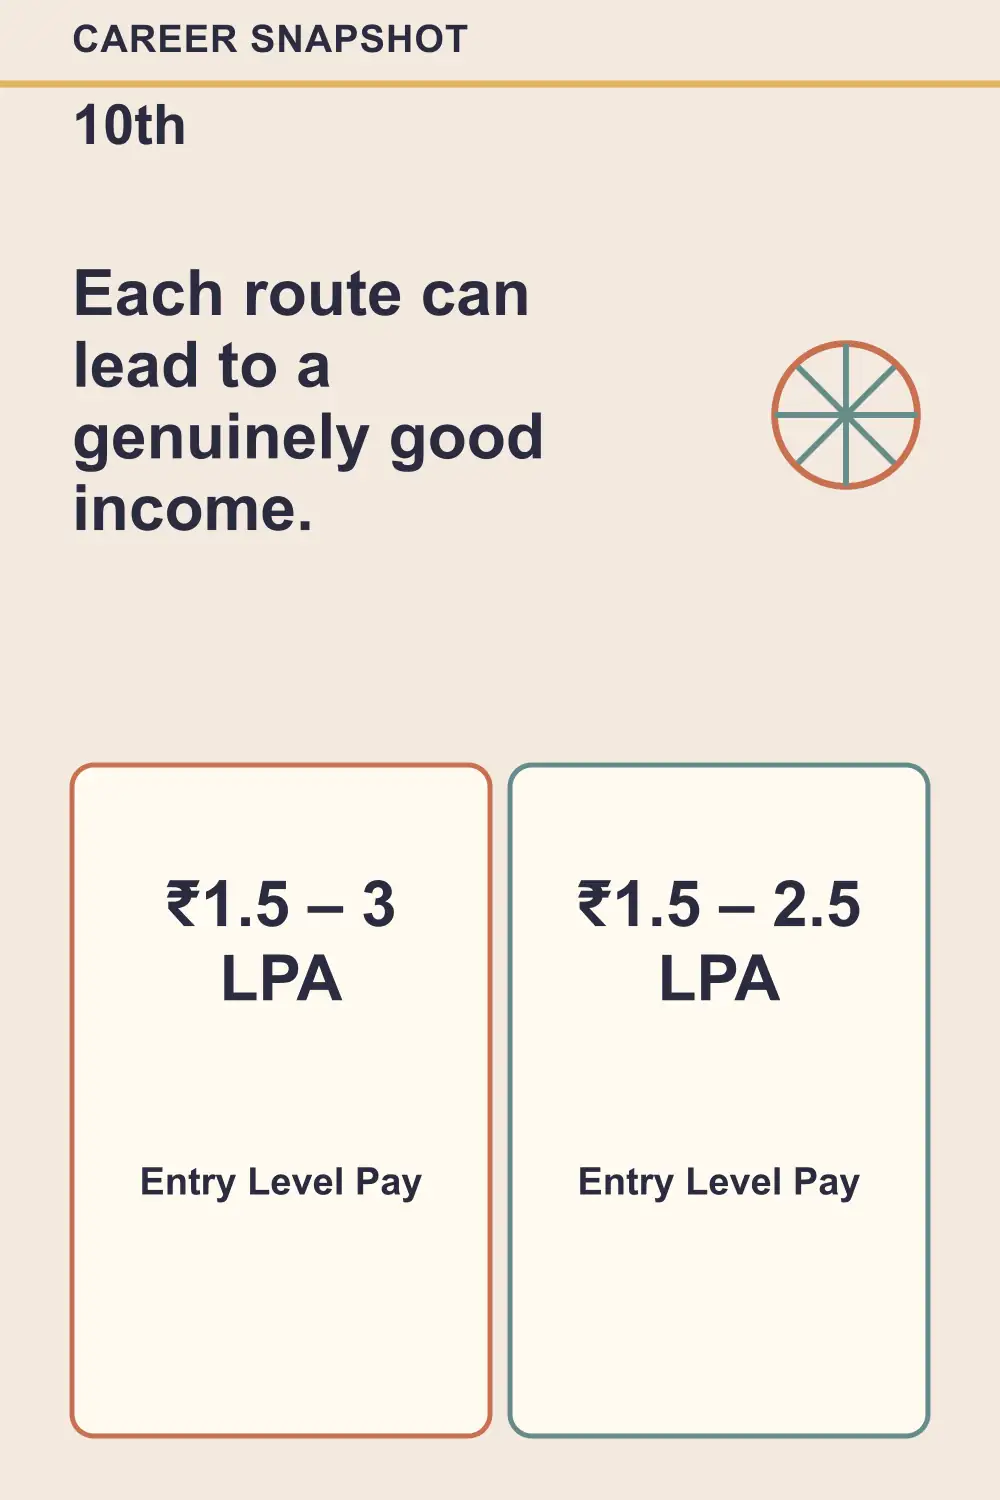 CAREER SNAPSHOT
10th
Each route can
lead to a
genuinely good
income.
₹1.5 – 3
LPA
Entry Level Pay
₹1.5 – 2.5
LPA
Entry Level Pay